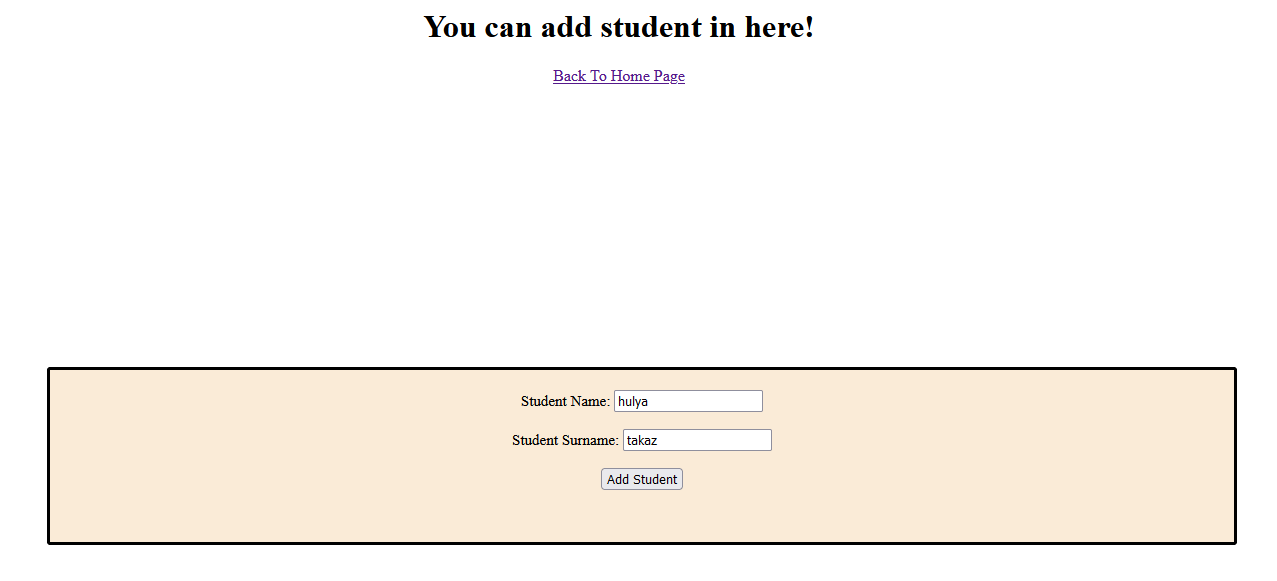 You can add student in here!
Back To Home Page
Student Name: hulya
Student Surname: takaz
Add Student